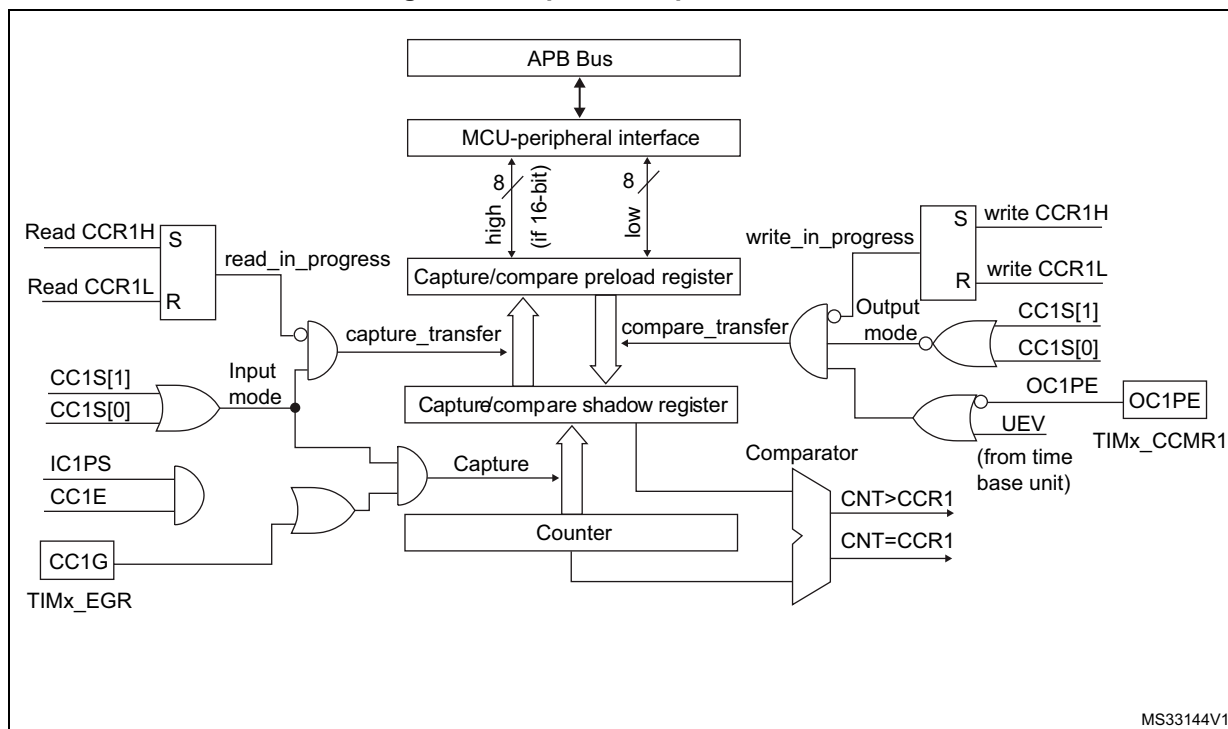 APB Bus
MCU-peripheral interface
8
high
(if 16-bit)
8
low
Read CCR1H
S
Read CCR1L
R
read_in_progress
write_in_progress
S
write CCR1H
R
write CCR1L
Capture/compare preload register
capture_transfer
compare_transfer
Output
mode
CC1S[1]
CC1S[0]
CC1S[1]
CC1S[0]
Input
mode
Capture/compare shadow register
OC1PE
OC1PE
UEV
TIMx_CCMR1
(from time
base unit)
IC1PS
CC1E
Capture
Comparator
CNT>CCR1
CNT=CCR1
Counter
CC1G
TIMx_EGR
MS33144V1